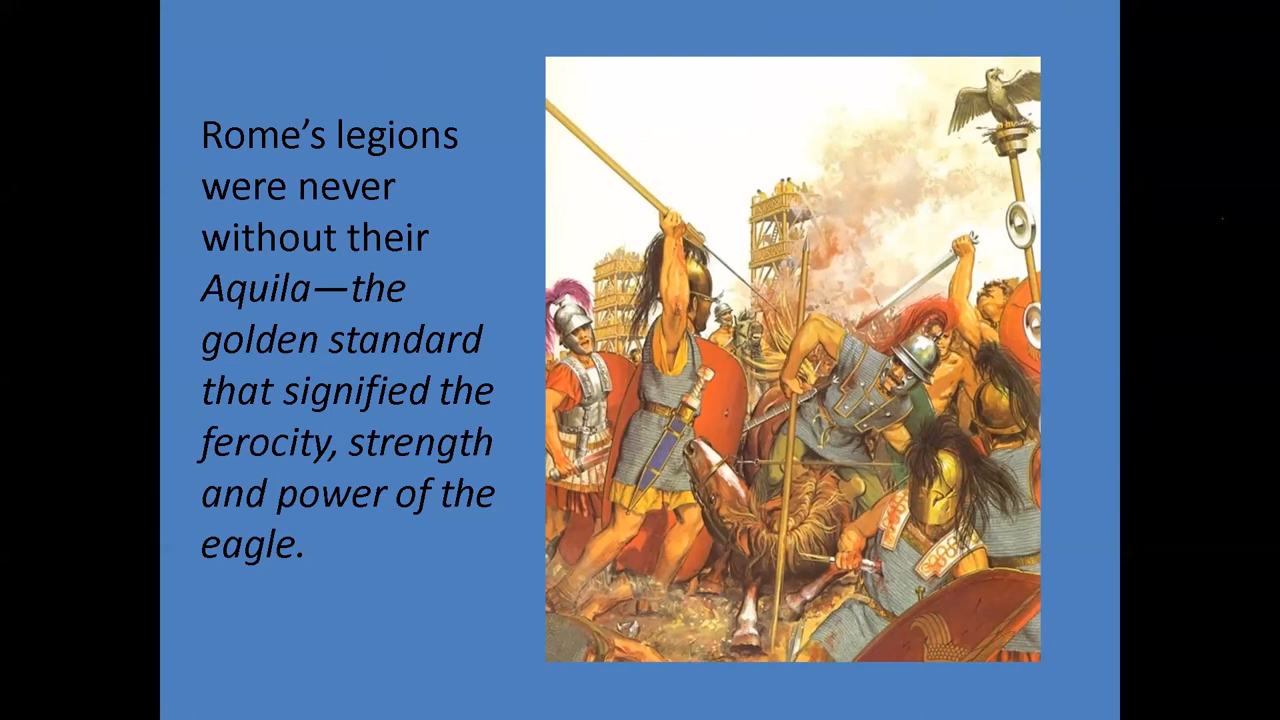 Rome’s legions
were never
without their
Aquila—the
golden standard
that signified the
ferocity, strength
and power of the
eagle.